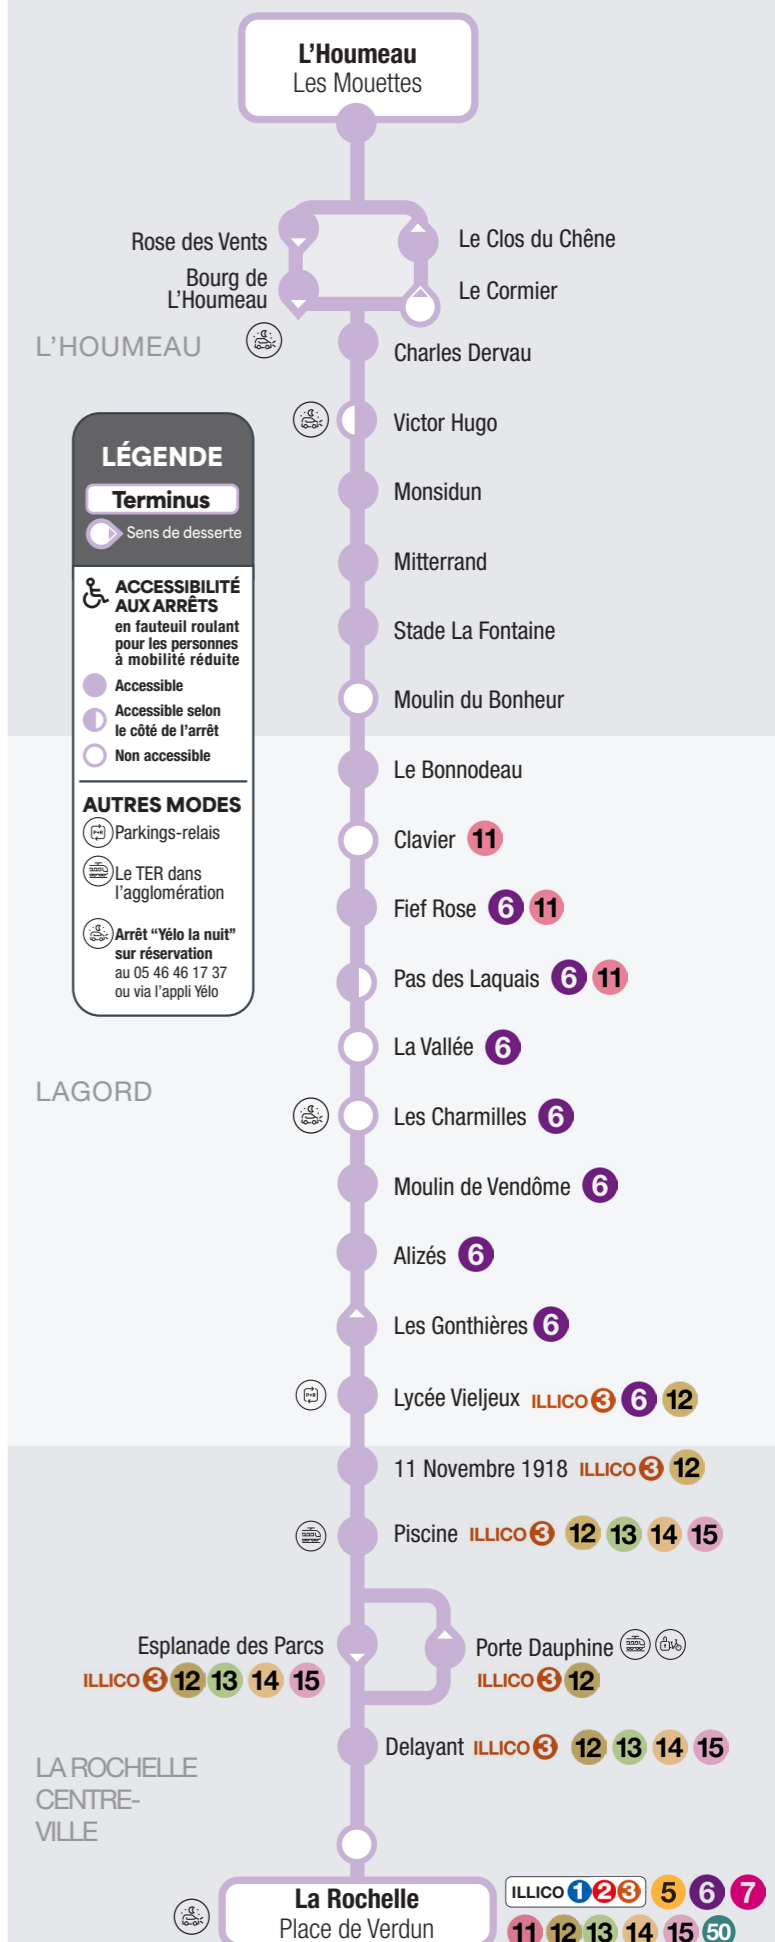 L'Houmeau
Les Mouettes
Rose des Vents
Le Clos du Chêne
Bourg de
L'Houmeau
Le Cormier
L'HOUMEAU
Charles Dervau
Victor Hugo
Monsidun
Mitterrand
Stade La Fontaine
Moulin du Bonheur
LÉGENDE
Terminus
Sens de desserte
ACCESSIBILITÉ
AUX ARRÊTS
en fauteuil roulant
pour les personnes
à mobilité réduite
Accessible
Accessible selon
le côté de l'arrêt
Non accessible
AUTRES MODES
P+R Parkings-relais
Le TER dans
l'agglomération
Arrêt “Yélo la nuit”
sur réservation
au 05 46 46 17 37
ou via l'appli Yélo
Le Bonnodeau
Clavier 11
Fief Rose 6 11
Pas des Laquais 6 11
La Vallée 6
LAGORD
Les Charmilles 6
Moulin de Vendôme 6
Alizés 6
Les Gonthières 6
P+R Lycée Vieljeux ILLICO 3 6 12
11 Novembre 1918 ILLICO 3 12
Piscine ILLICO 3 12 13 14 15
Esplanade des Parcs
ILLICO 3 12 13 14 15
Porte Dauphine
ILLICO 3 12
Delayant ILLICO 3 12 13 14 15
LA ROCHELLE
CENTRE-
VILLE
La Rochelle
Place de Verdun
ILLICO 1 2 3 5 6 7
11 12 13 14 15 50